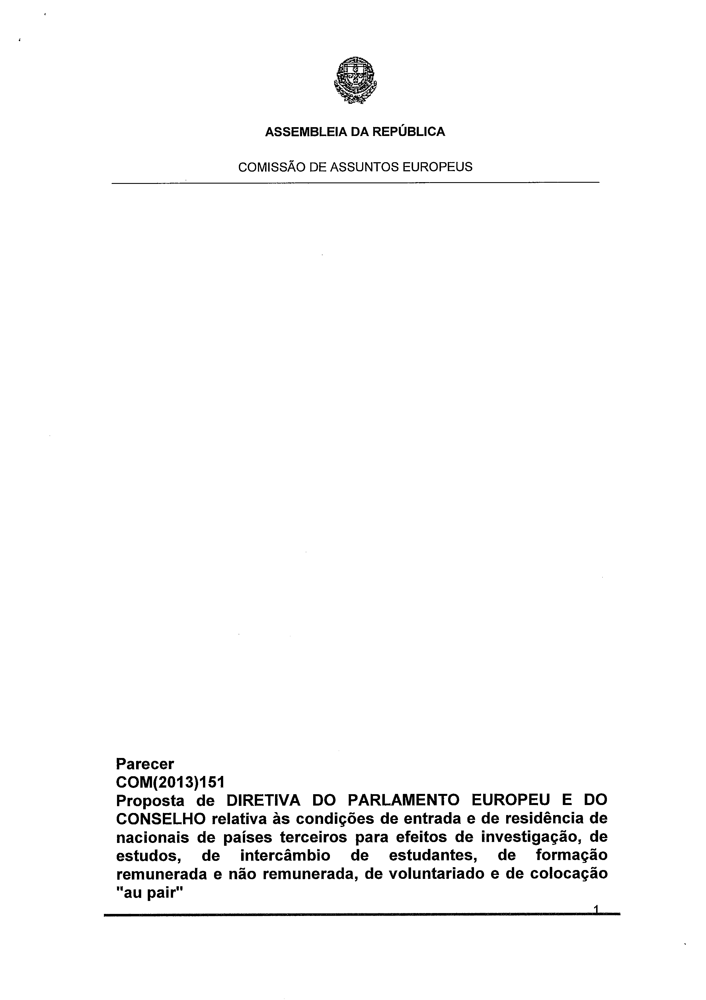 ASSEMBLEIA DA REPÚBLICA
COMISSÃO DE ASSUNTOS EUROPEUS
Parecer
COM(2013)151
Proposta de DIRETIVA DO PARLAMENTO EUROPEU E DO
CONSELHO relativa às condições de entrada e de residência de
nacionais de países terceiros para efeitos de investigação, de
estudos, de intercâmbio de estudantes, de formação
remunerada e não remunerada, de voluntariado e de colocação
"au pair"
1